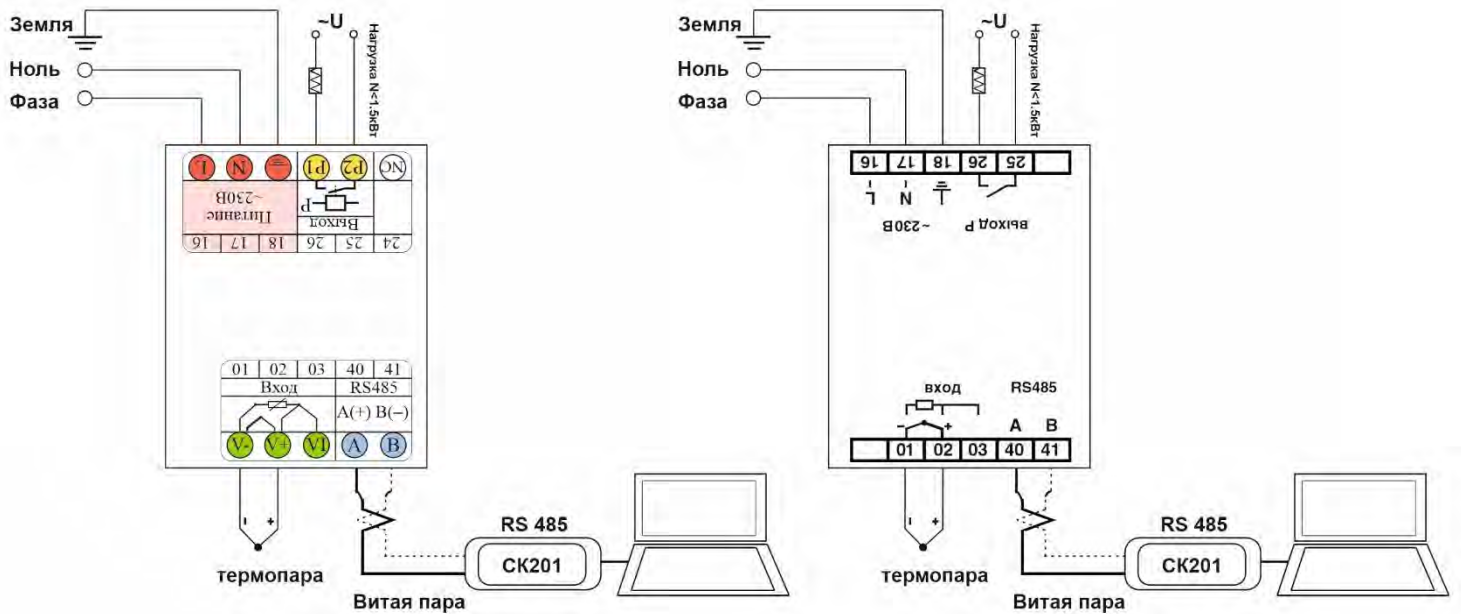 Земля
~U
Нагрузка N<1.5кВт
Ноль
Фаза
L N P1 P2 NC
Питание
~230В
P
Выход
16 17 18 26 25 24
01 02 03 40 41
Вход RS485
A(+) B(–)
V- V+ VI A B
- +
термопара
RS 485
СК201
Витая пара
Земля
~U
Нагрузка N<1.5кВт
Ноль
Фаза
16 17 18 26 25
L N
~230В
выход P
вход RS485
- + A B
01 02 03 40 41
- +
термопара
RS 485
СК201
Витая пара